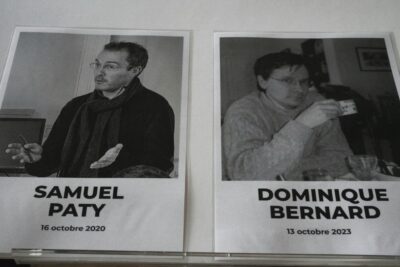 SAMUEL
PATY
16 octobre 2020
DOMINIQUE
BERNARD
13 octobre 2023